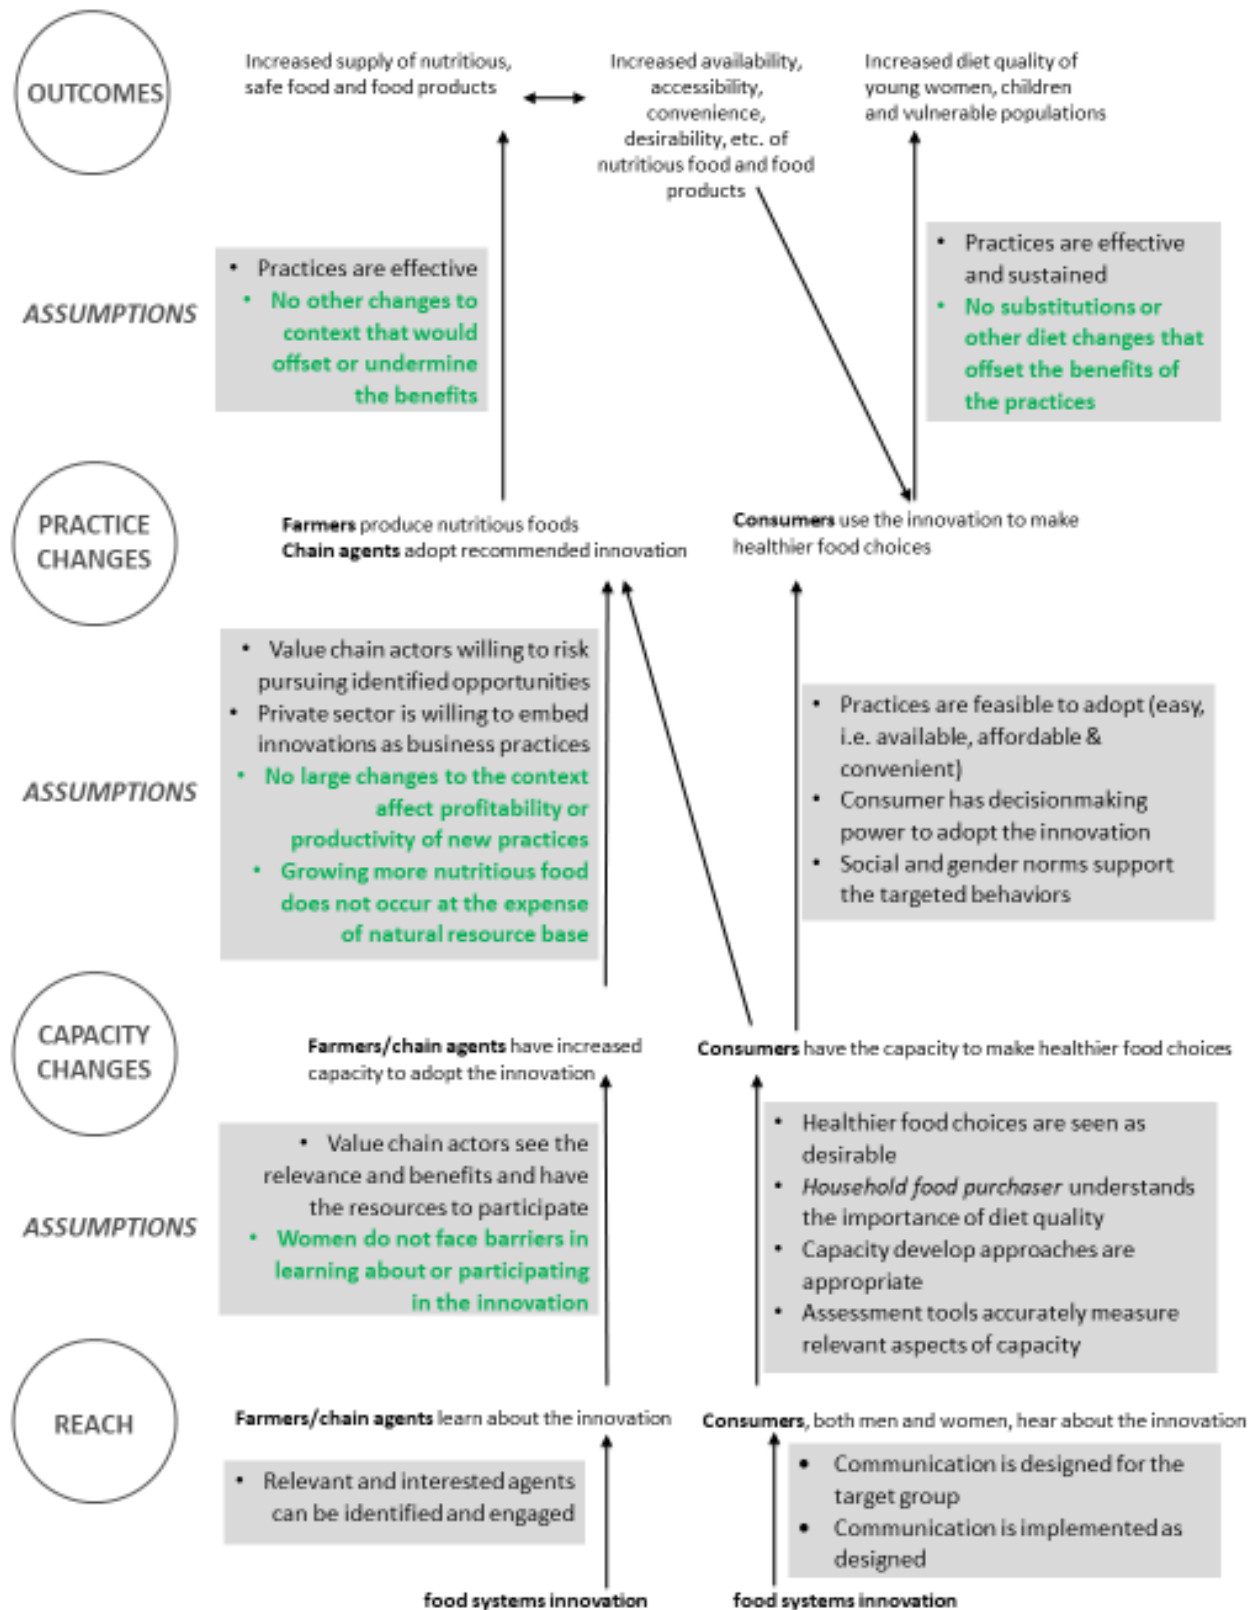 OUTCOMES
Increased supply of nutritious,
safe food and food products
Increased availability,
accessibility,
convenience,
desirability, etc. of
nutritious food and food
products
Increased diet quality of
young women, children
and vulnerable populations
ASSUMPTIONS
• Practices are effective
• No other changes to
context that would
offset or undermine
the benefits
• Practices are effective
and sustained
• No substitutions or
other diet changes that
offset the benefits of
the practices
PRACTICE
CHANGES
Farmers produce nutritious foods
Chain agents adopt recommended innovation
Consumers use the innovation to make
healthier food choices
ASSUMPTIONS
• Value chain actors willing to risk
pursuing identified opportunities
• Private sector is willing to embed
innovations as business practices
• No large changes to the context
affect profitability or
productivity of new practices
• Growing more nutritious food
does not occur at the expense
of natural resource base
• Practices are feasible to adopt (easy,
i.e. available, affordable &
convenient)
• Consumer has decisionmaking
power to adopt the innovation
• Social and gender norms support
the targeted behaviors
CAPACITY
CHANGES
Farmers/chain agents have increased
capacity to adopt the innovation
Consumers have the capacity to make healthier food choices
ASSUMPTIONS
• Value chain actors see the
relevance and benefits and have
the resources to participate
• Women do not face barriers in
learning about or participating
in the innovation
• Healthier food choices are seen as
desirable
• Household food purchaser understands
the importance of diet quality
• Capacity develop approaches are
appropriate
• Assessment tools accurately measure
relevant aspects of capacity
REACH
Farmers/chain agents learn about the innovation
Consumers, both men and women, hear about the innovation
• Relevant and interested agents
can be identified and engaged
• Communication is designed for the
target group
• Communication is implemented as
designed
food systems innovation
food systems innovation